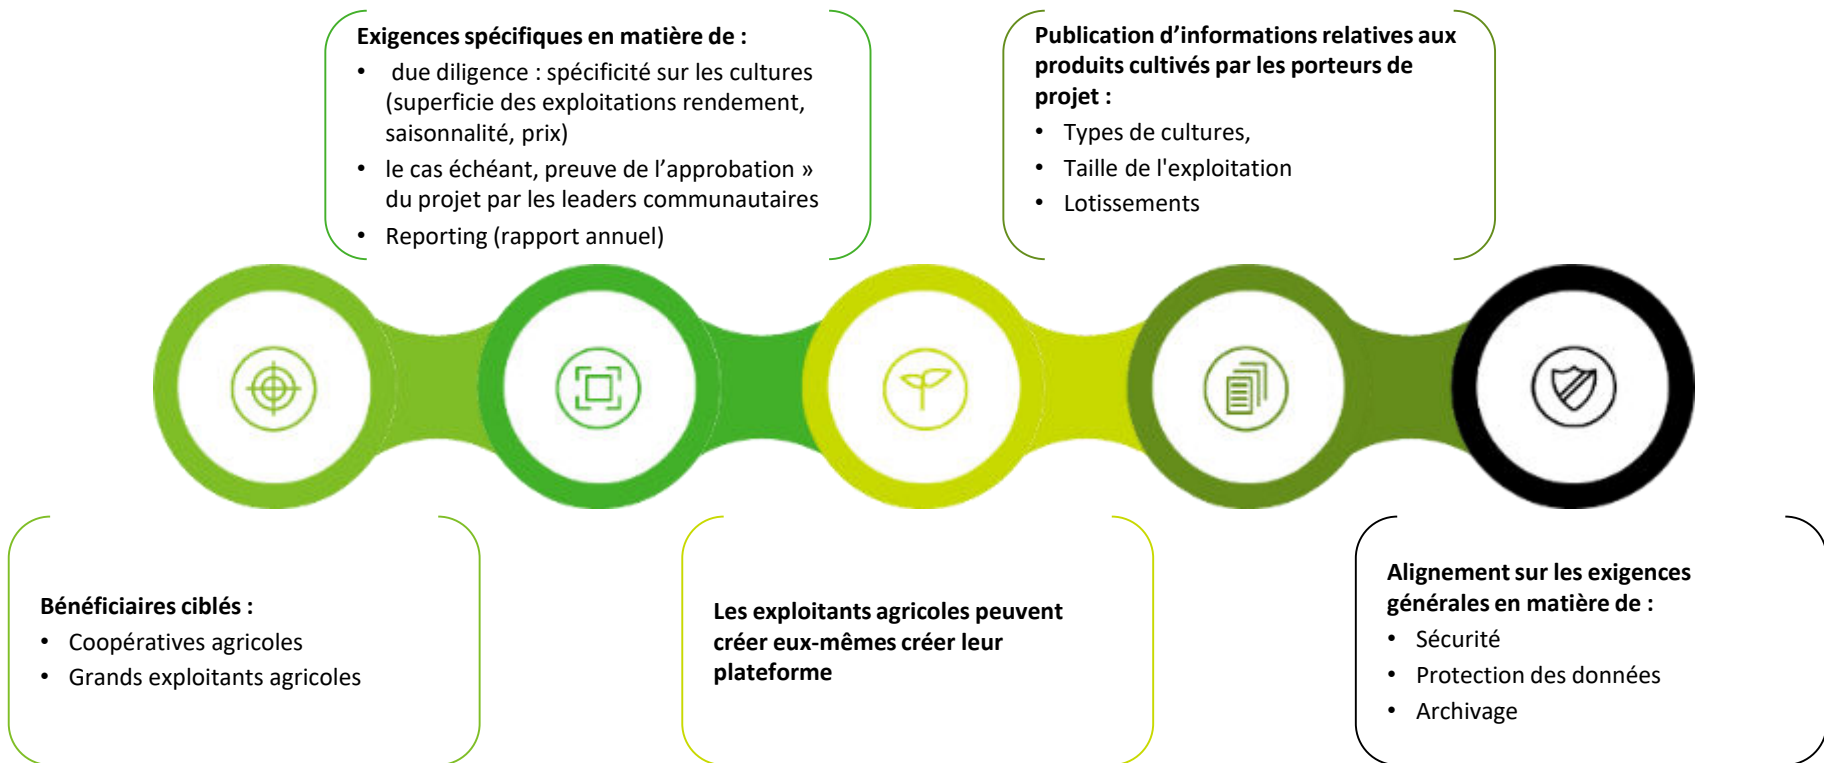 Exigences spécifiques en matière de :
• due diligence : spécificité sur les cultures
(superficie des exploitations rendement,
saisonnalité, prix)
• le cas échéant, preuve de l’approbation »
du projet par les leaders communautaires
• Reporting (rapport annuel)
Publication d’informations relatives aux
produits cultivés par les porteurs de
projet :
• Types de cultures,
• Taille de l'exploitation
• Lotissements
Bénéficiaires ciblés :
• Coopératives agricoles
• Grands exploitants agricoles
Les exploitants agricoles peuvent
créer eux-mêmes créer leur
plateforme
Alignement sur les exigences
générales en matière de :
• Sécurité
• Protection des données
• Archivage